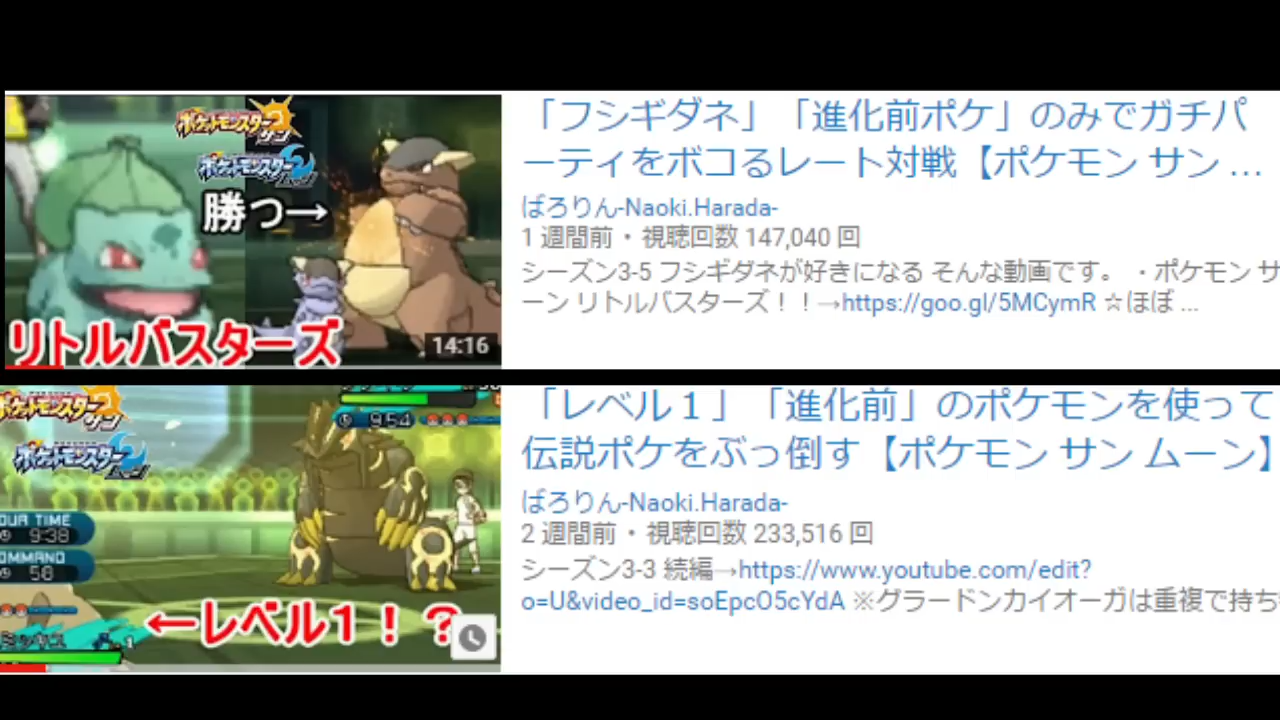 ポケットモンスター
サン
ポケットモンスター
ムーン
勝つ→
リトルバスターズ
14:16
「フシギダネ」「進化前ポケ」のみでガチパ
ーティをボコるレート対戦【ポケモン サン ...
ばろりん-Naoki.Harada-
1 週間前・視聴回数 147,040 回
シーズン3-5 フシギダネが好きになる そんな動画です。 ・ポケモン サ
ーン リトルバスターズ！！→https://goo.gl/5MCymR ☆ほぼ ...
ポケットモンスター
サン
ポケットモンスター
ムーン
9:54
OUR TIME
9:38
OMMAND
58
←レベル1！？
1
「レベル１」「進化前」のポケモンを使って
伝説ポケをぶっ倒す【ポケモン サン ムーン】
ばろりん-Naoki.Harada-
2 週間前・視聴回数 233,516 回
シーズン3-3 続編→https://www.youtube.com/edit?
o=U&video_id=soEpcO5cYdA ※グラードンカイオーガは重複で持ち